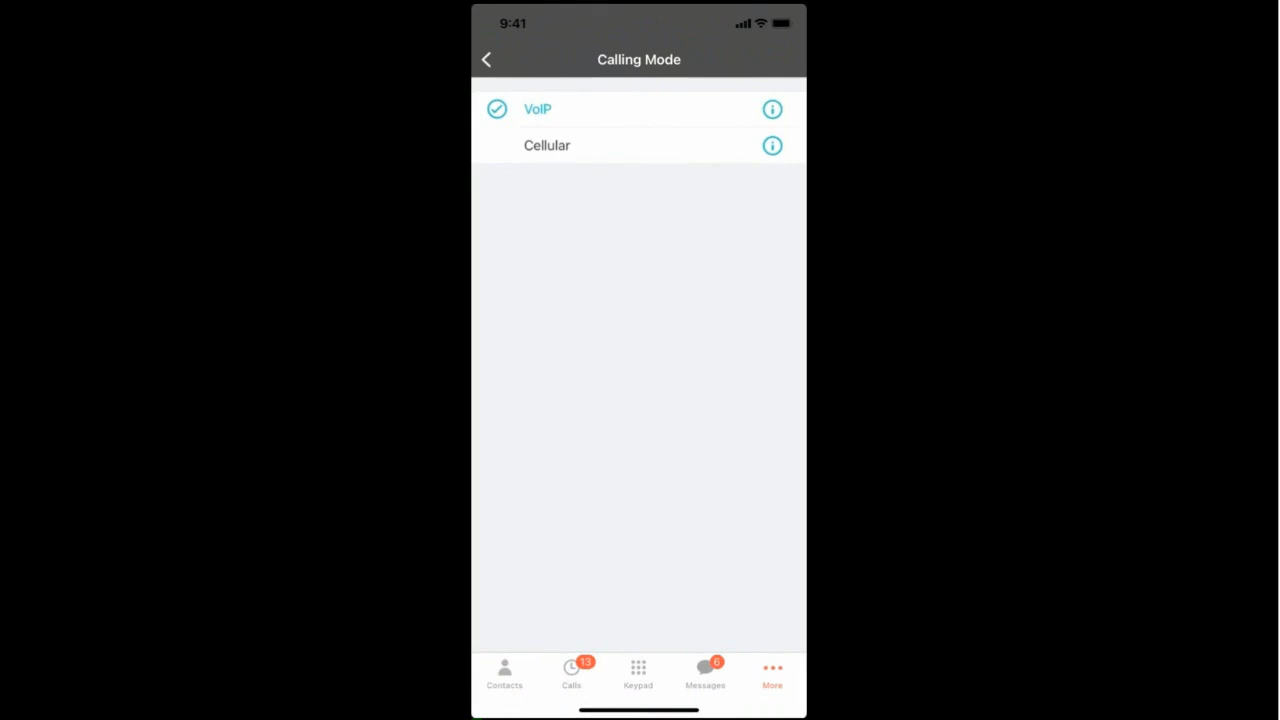 9:41
Calling Mode
VoIP
Cellular
13
6
Contacts
Calls
Keypad
Messages
More